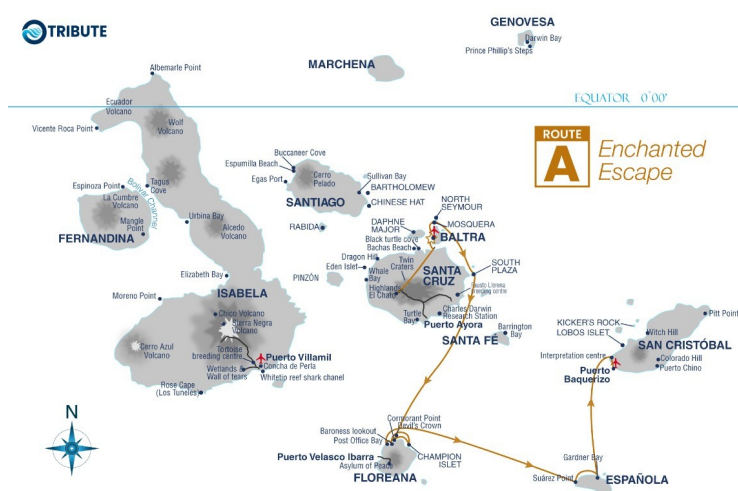 TRIBUTE
GENOVESA
Darwin Bay
Prince Phillip's Steps
MARCHENA
Albemarle Point
EQUATOR 0°00'
Ecuador
Volcano
Wolf
Volcano
Vicente Roca Point
ROUTE
A
Enchanted
Escape
Buccaneer Cove
Espumilla Beach
Egas Port
Cerro
Pelado
Sullivan Bay
BARTHOLOMEW
CHINESE HAT
SANTIAGO
RABIDA
Espinoza Point
Tagus
Cove
Bolivar Channel
La Cumbre
Volcano
Mangle
Point
FERNANDINA
Urbina Bay
Alcedo
Volcano
NORTH
SEYMOUR
MOSQUERA
DAPHNE
MAJOR
BALTRA
Black turtle cove
Bachas Beach
Dragon Hill
Eden Islet
Whale
Bay
Twin
Craters
SANTA
CRUZ
SOUTH
PLAZA
Fausto Llerena
breeding centre
Highlands
El Chato
PINZÓN
Elizabeth Bay
Moreno Point
ISABELA
Chico Volcano
Sierra Negra
Volcano
Cerro Azul
Volcano
Tortoise
breeding centre
Puerto Villamil
Concha de Perla
Wetlands &
Wall of tears
Whitetip reef shark chanel
Rose Cape
(Los Tuneles)
Turtle
Bay
Charles Darwin
Research Station
Puerto Ayora
Barrington
Bay
SANTA FÉ
Pitt Point
KICKER'S ROCK
LOBOS ISLET
Witch Hill
SAN CRISTÓBAL
Interpretation centre
Colorado Hill
Puerto Chino
Puerto
Baquerizo
N
Cormorant Point
Devil's Crown
Baroness lookout
Post Office Bay
Puerto Velasco Ibarra
Asylum of Peace
CHAMPION
ISLET
FLOREANA
Gardner Bay
Suárez Point
ESPAÑOLA